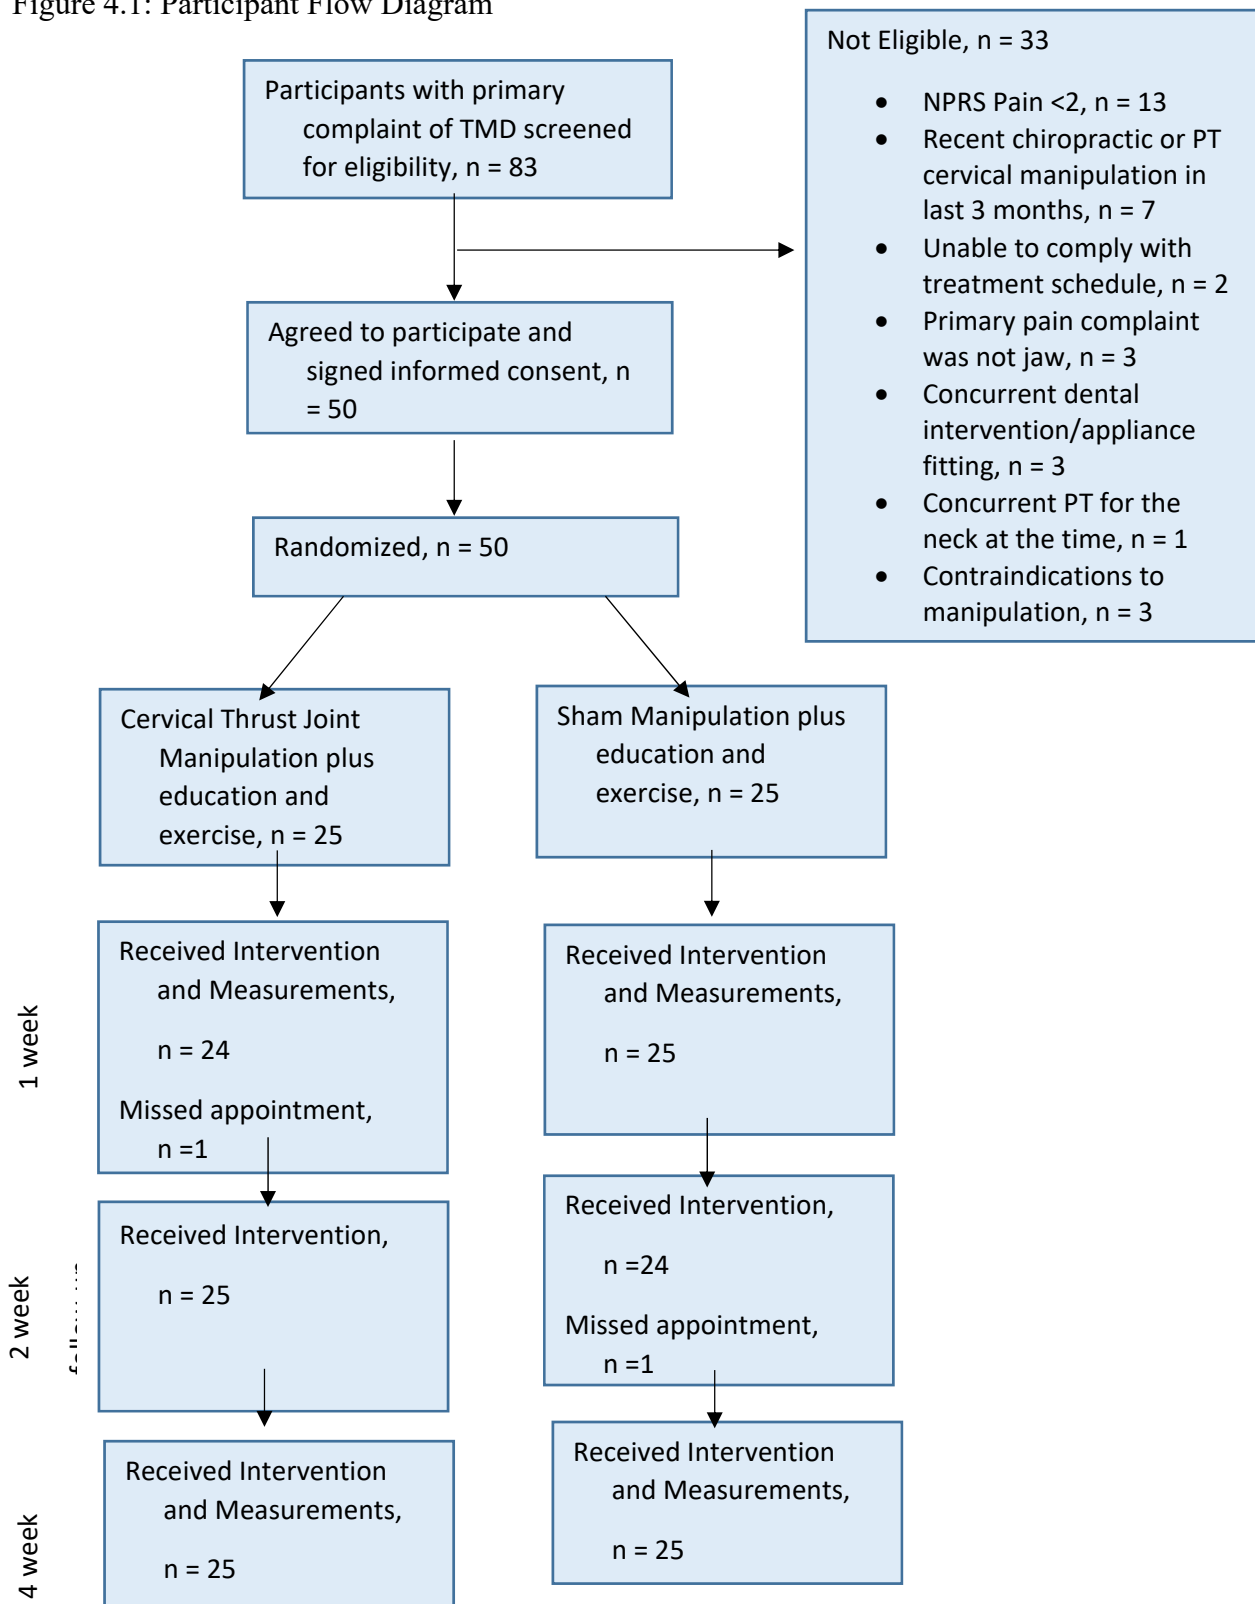 Figure 4.1: Participant Flow Diagram
Participants with primary
complaint of TMD screened
for eligibility, n = 83
Not Eligible, n = 33
• NPRS Pain <2, n = 13
• Recent chiropractic or PT
cervical manipulation in
last 3 months, n = 7
• Unable to comply with
treatment schedule, n = 2
• Primary pain complaint
was not jaw, n = 3
• Concurrent dental
intervention/appliance
fitting, n = 3
• Concurrent PT for the
neck at the time, n = 1
• Contraindications to
manipulation, n = 3
Agreed to participate and
signed informed consent, n
= 50
Randomized, n = 50
Cervical Thrust Joint
Manipulation plus
education and
exercise, n = 25
Sham Manipulation plus
education and
exercise, n = 25
1 week
Received Intervention
and Measurements,
n = 24
Missed appointment,
n =1
Received Intervention
and Measurements,
n = 25
2 week
Received Intervention,
n = 25
Received Intervention,
n =24
Missed appointment,
n =1
4 week
Received Intervention
and Measurements,
n = 25
Received Intervention
and Measurements,
n = 25